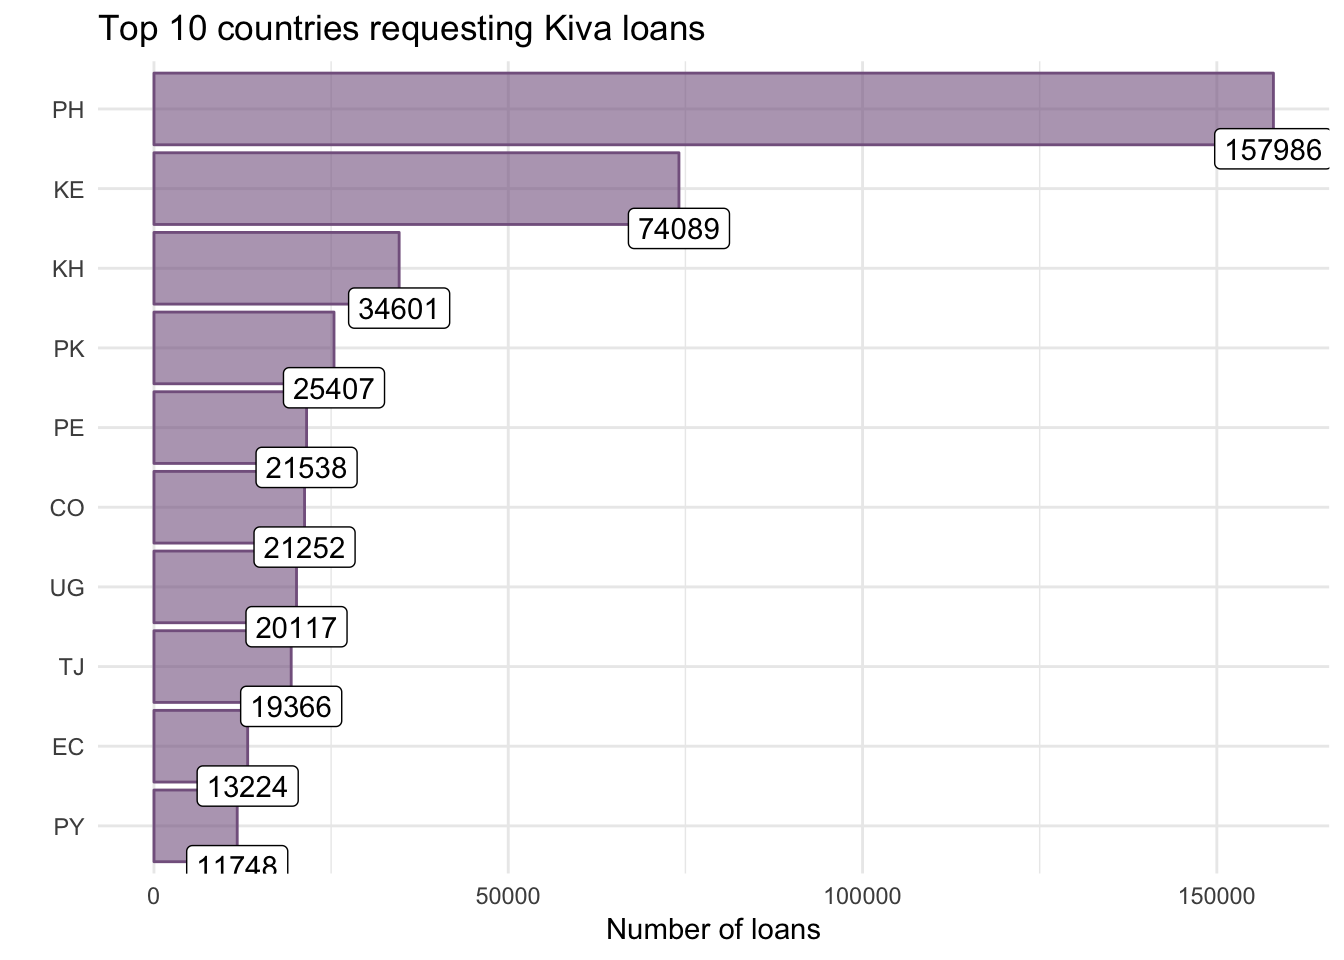 Top 10 countries requesting Kiva loans
PH
157986
KE
74089
KH
34601
PK
25407
PE
21538
CO
21252
UG
20117
TJ
19366
EC
13224
PY
11748
0 50000 100000 150000
Number of loans